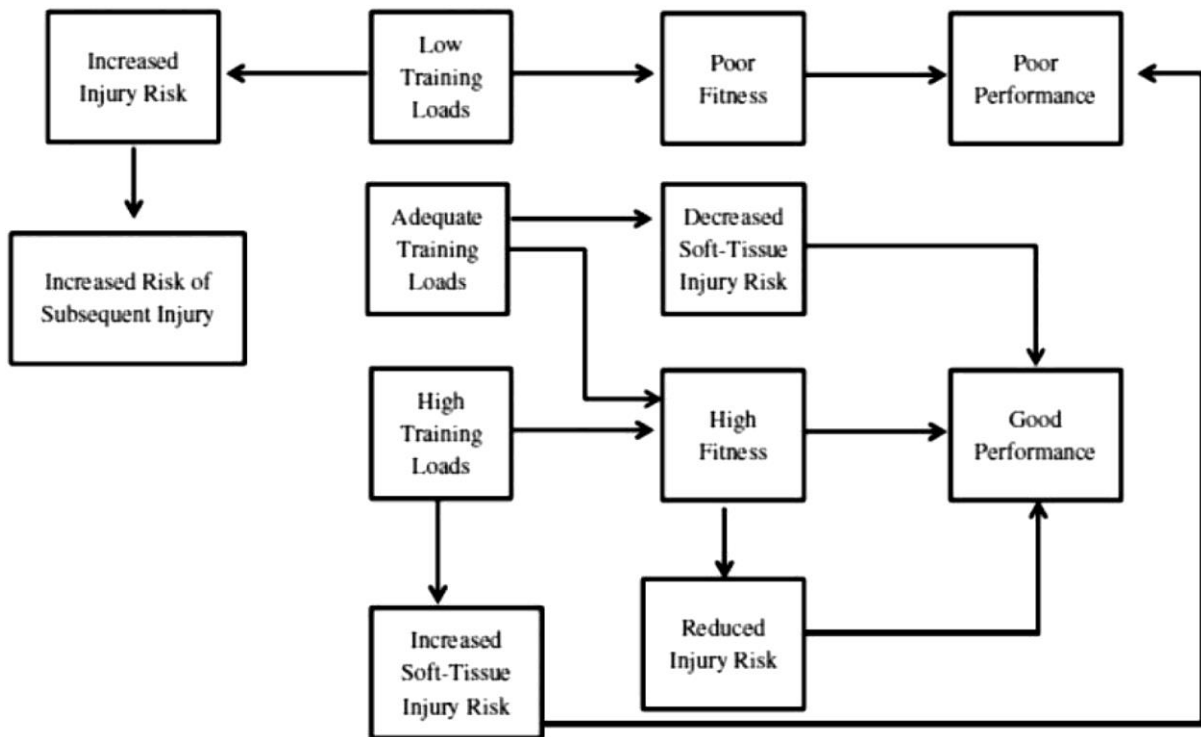 Increased
Injury Risk
Low
Training
Loads
Poor
Fitness
Poor
Performance
Increased Risk of
Subsequent Injury
Adequate
Training
Loads
Decreased
Soft-Tissue
Injury Risk
High
Training
Loads
High
Fitness
Good
Performance
Increased
Soft-Tissue
Injury Risk
Reduced
Injury Risk